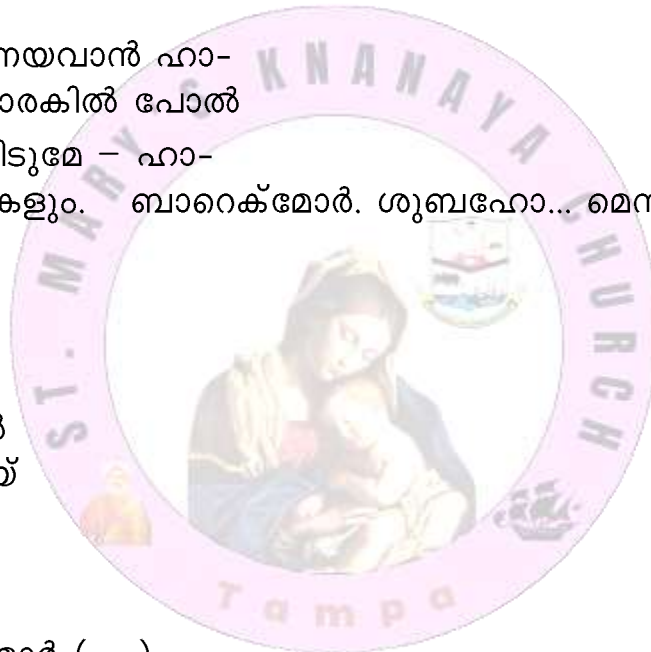 നയവാൻ ഹാ-
ാരകിൽ പോൽ
ിടുമേ – ഹാ-
കളും. ബാറെക്മോർ. ശുബഹോ... മെന
ST. MARY'S KNANAYA CHURCH
Tampa